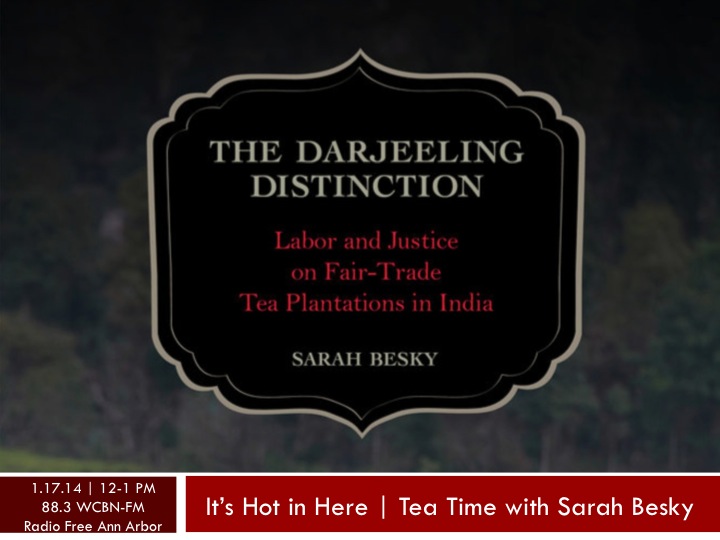 THE DARJEELING
DISTINCTION
Labor and Justice
on Fair-Trade
Tea Plantations in India
SARAH BESKY
1.17.14 | 12-1 PM
88.3 WCBN-FM
Radio Free Ann Arbor
It's Hot in Here | Tea Time with Sarah Besky